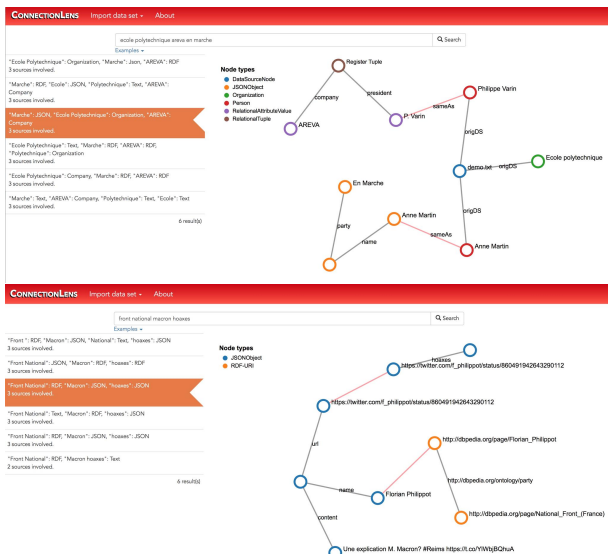 CONNECTIONLENS Import data set About
ecole polytechnique areva en marche
Search
Examples
"Ecole Polytechnique": Organization, "Marche": Json, "AREVA": RDF
3 sources involved.
"Marche": RDF, "Ecole": JSON, "Polytechnique": Text, "AREVA":
Company
3 sources involved.
"Marche": JSON, "Ecole Polytechnique": Organisation, "AREVA":
Company
3 sources involved.
"Ecole Polytechnique": Text, "Marche": RDF, "AREVA": RDF,
"Polytechnique": Organization
3 sources involved.
"Ecole Polytechnique": Company, "Marche": RDF, "AREVA": RDF
3 sources involved.
"Marche": Text, "AREVA": Company, "Polytechnique": Text, "Ecole": Text
3 sources involved.
6 result(s)
Node types
DataSourceNode
JSONObject
Organization
Person
RelationalAttributeValue
RelationalTuple
Register Tuple
company
president
AREVA
P. Varin
sameAs
Philippe Varin
origDS
demo.txt
origDS
Ecole polytechnique
origDS
En Marche
party
name
Anne Martin
sameAs
Anne Martin
CONNECTIONLENS Import data set About
front national macron hoaxes
Search
Examples
"Front ": RDF, "Macron": JSON, "National": Text, "hoaxes": JSON
3 sources involved.
"Front National": JSON, "Macron": RDF, "hoaxes": RDF
3 sources involved.
"Front National": RDF, "Macron": JSON, "hoaxes": JSON
3 sources involved.
"Front National": Text, "Macron": RDF, "hoaxes": JSON
3 sources involved.
"Front National": RDF, "Macron": JSON, "hoaxes": JSON
3 sources involved.
"Front National": RDF, "Macron hoaxes": Text
2 sources involved.
6 result(s)
Node types
JSONObject
RDF-URI
hoaxes
https://twitter.com/f_philippot/status/860491942643290112
https://twitter.com/f_philippot/status/860491942643290112
url
http://dbpedia.org/page/Florian_Philippot
name
Florian Philippot
http://dbpedia.org/ontology/party
http://dbpedia.org/page/National_Front_(France)
content
Une explication M. Macron? #Reims https://t.co/YlWbjBQhuA